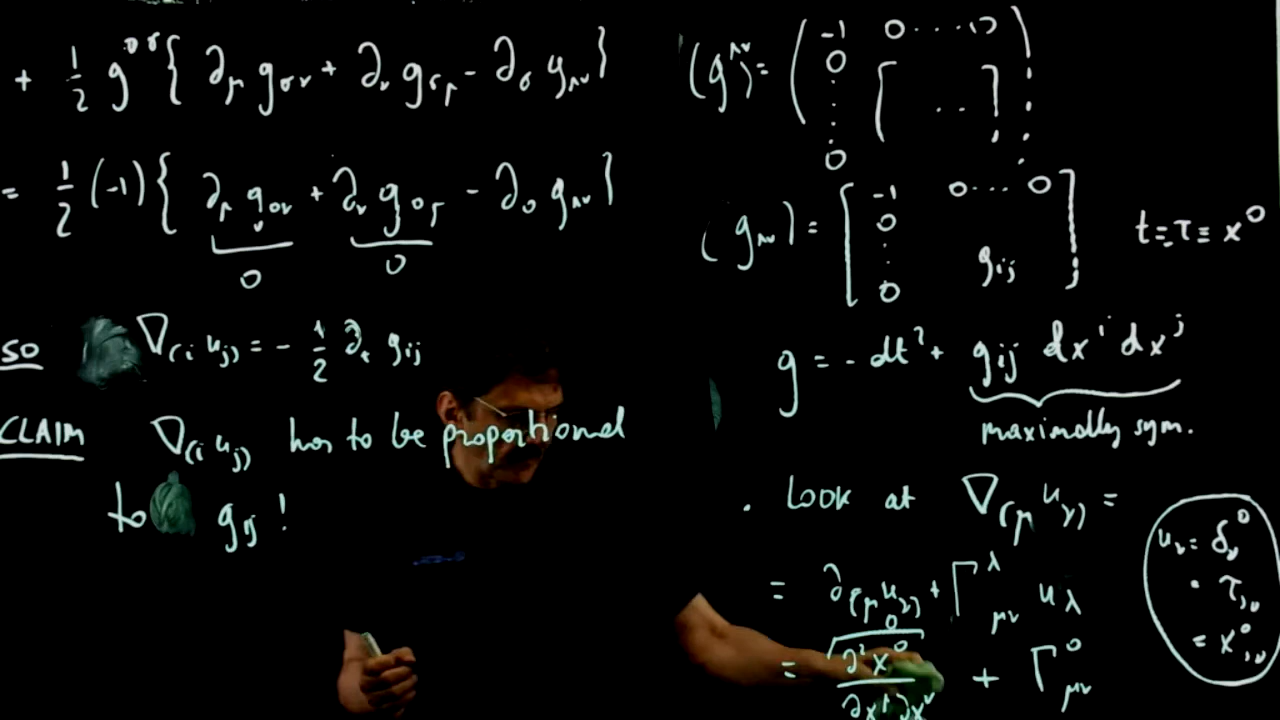 + 1/2 g^{0σ} { ∂_μ g_{σν} + ∂_ν g_{σμ} - ∂_σ g_{μν} }
= 1/2 (-1) { ∂_μ g_{0ν} + ∂_ν g_{0μ} - ∂_0 g_{μν} }
0 0
SO ∇_{(i} u_{j)} = - 1/2 ∂_t g_{ij}
CLAIM ∇_{(i} u_{j)} has to be proportional
to g_{ij} !
(g^{μν}) = ( -1 0 ....
0 [ .. ]
0
(g_{μν}) = [ -1 0 ... 0
0
g_{ij}
0 ]
t = τ ≡ x^0
g = - dt² + g_{ij} dx^i dx^j
maximally sym.
. Look at ∇_{(μ} u_{ν)} =
= ∂_{(μ} u_{ν)} + Γ^λ_{μν} u_λ
0
= ∂² x^0 / ∂x^μ ∂x^ν + Γ^0_{μν}
u_ν = δ_ν^0
= τ_{,ν}
= x^0_{,ν}